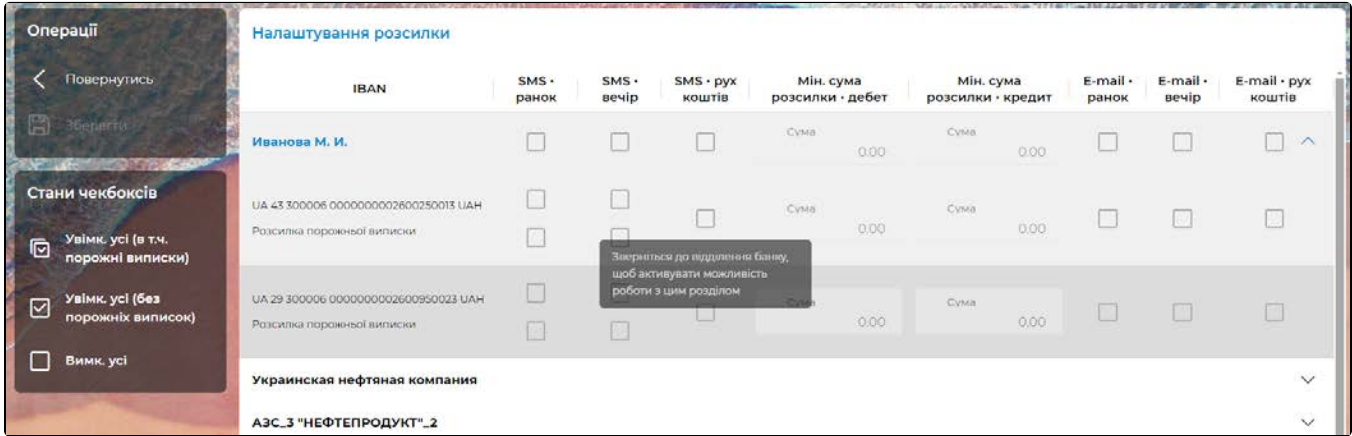 Операції
Повернутись
Зберегти
Стани чекбоксів
Увімк. усі (в т.ч.
порожні виписки)
Увімк. усі (без
порожніх виписок)
Вимк. усі
Налаштування розсилки
IBAN
SMS · ранок
SMS · вечір
SMS · рух коштів
Мін. сума розсилки · дебет
Мін. сума розсилки · кредит
E-mail · ранок
E-mail · вечір
E-mail · рух коштів
Иванова М. И.
Сума
0.00
Сума
0.00
UA 43 300006 0000000002600250013 UAH
Розсилка порожньої виписки
Сума
0.00
Сума
0.00
Зверніться до відділення банку,
щоб активувати можливість
роботи з цим розділом
UA 29 300006 0000000002600950023 UAH
Розсилка порожньої виписки
Сума
0.00
Сума
0.00
Украинская нефтяная компания
АЗС_3 "НЕФТЕПРОДУКТ"_2